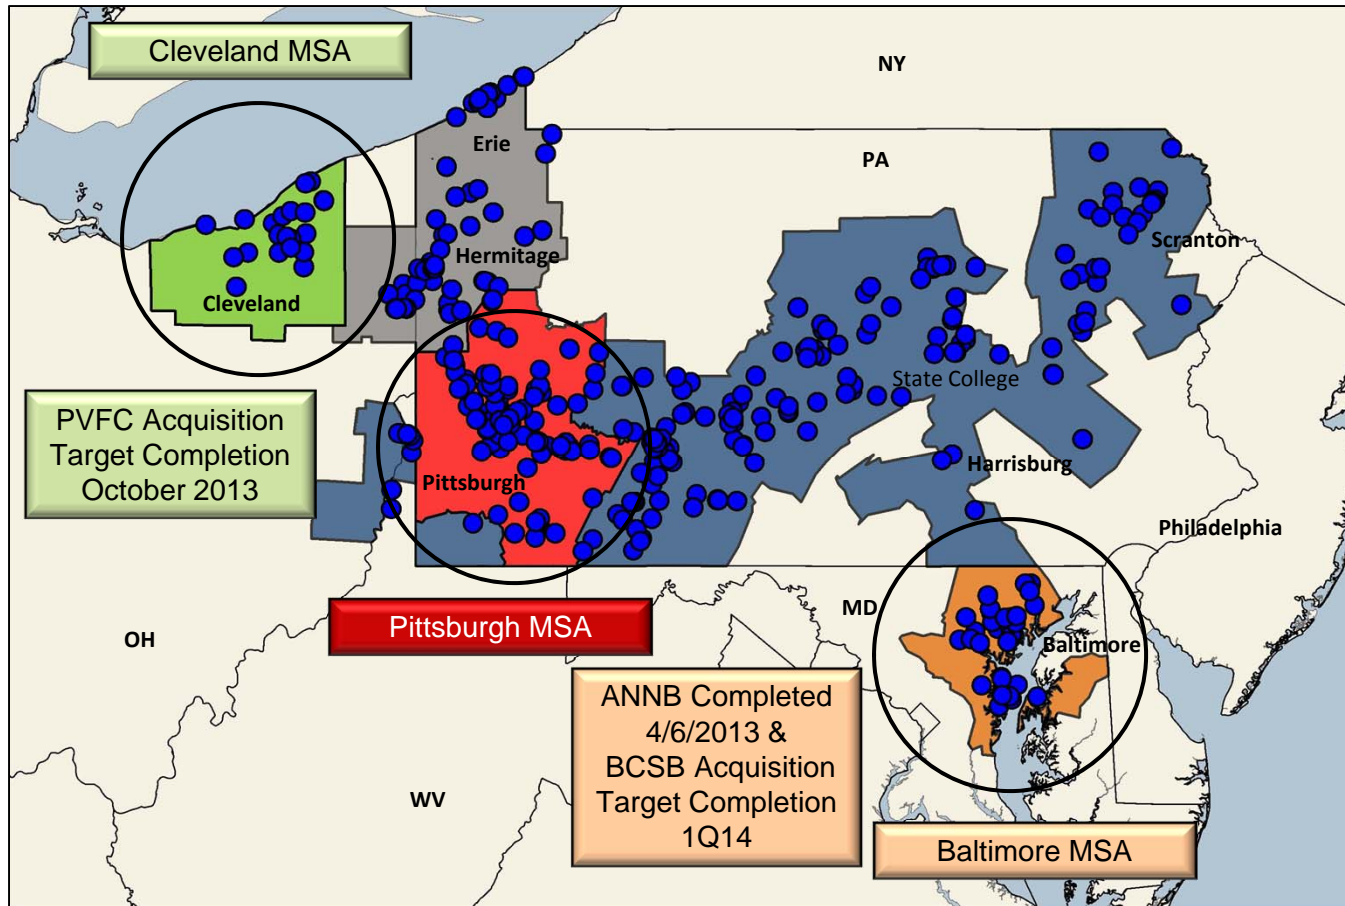 Cleveland MSA
NY
Erie
PA
Scranton
Hermitage
Cleveland
State College
PVFC Acquisition
Target Completion
October 2013
Harrisburg
Pittsburgh
Philadelphia
Pittsburgh MSA
MD
OH
Baltimore
ANNB Completed
4/6/2013 &
BCSB Acquisition
Target Completion
1Q14
WV
Baltimore MSA